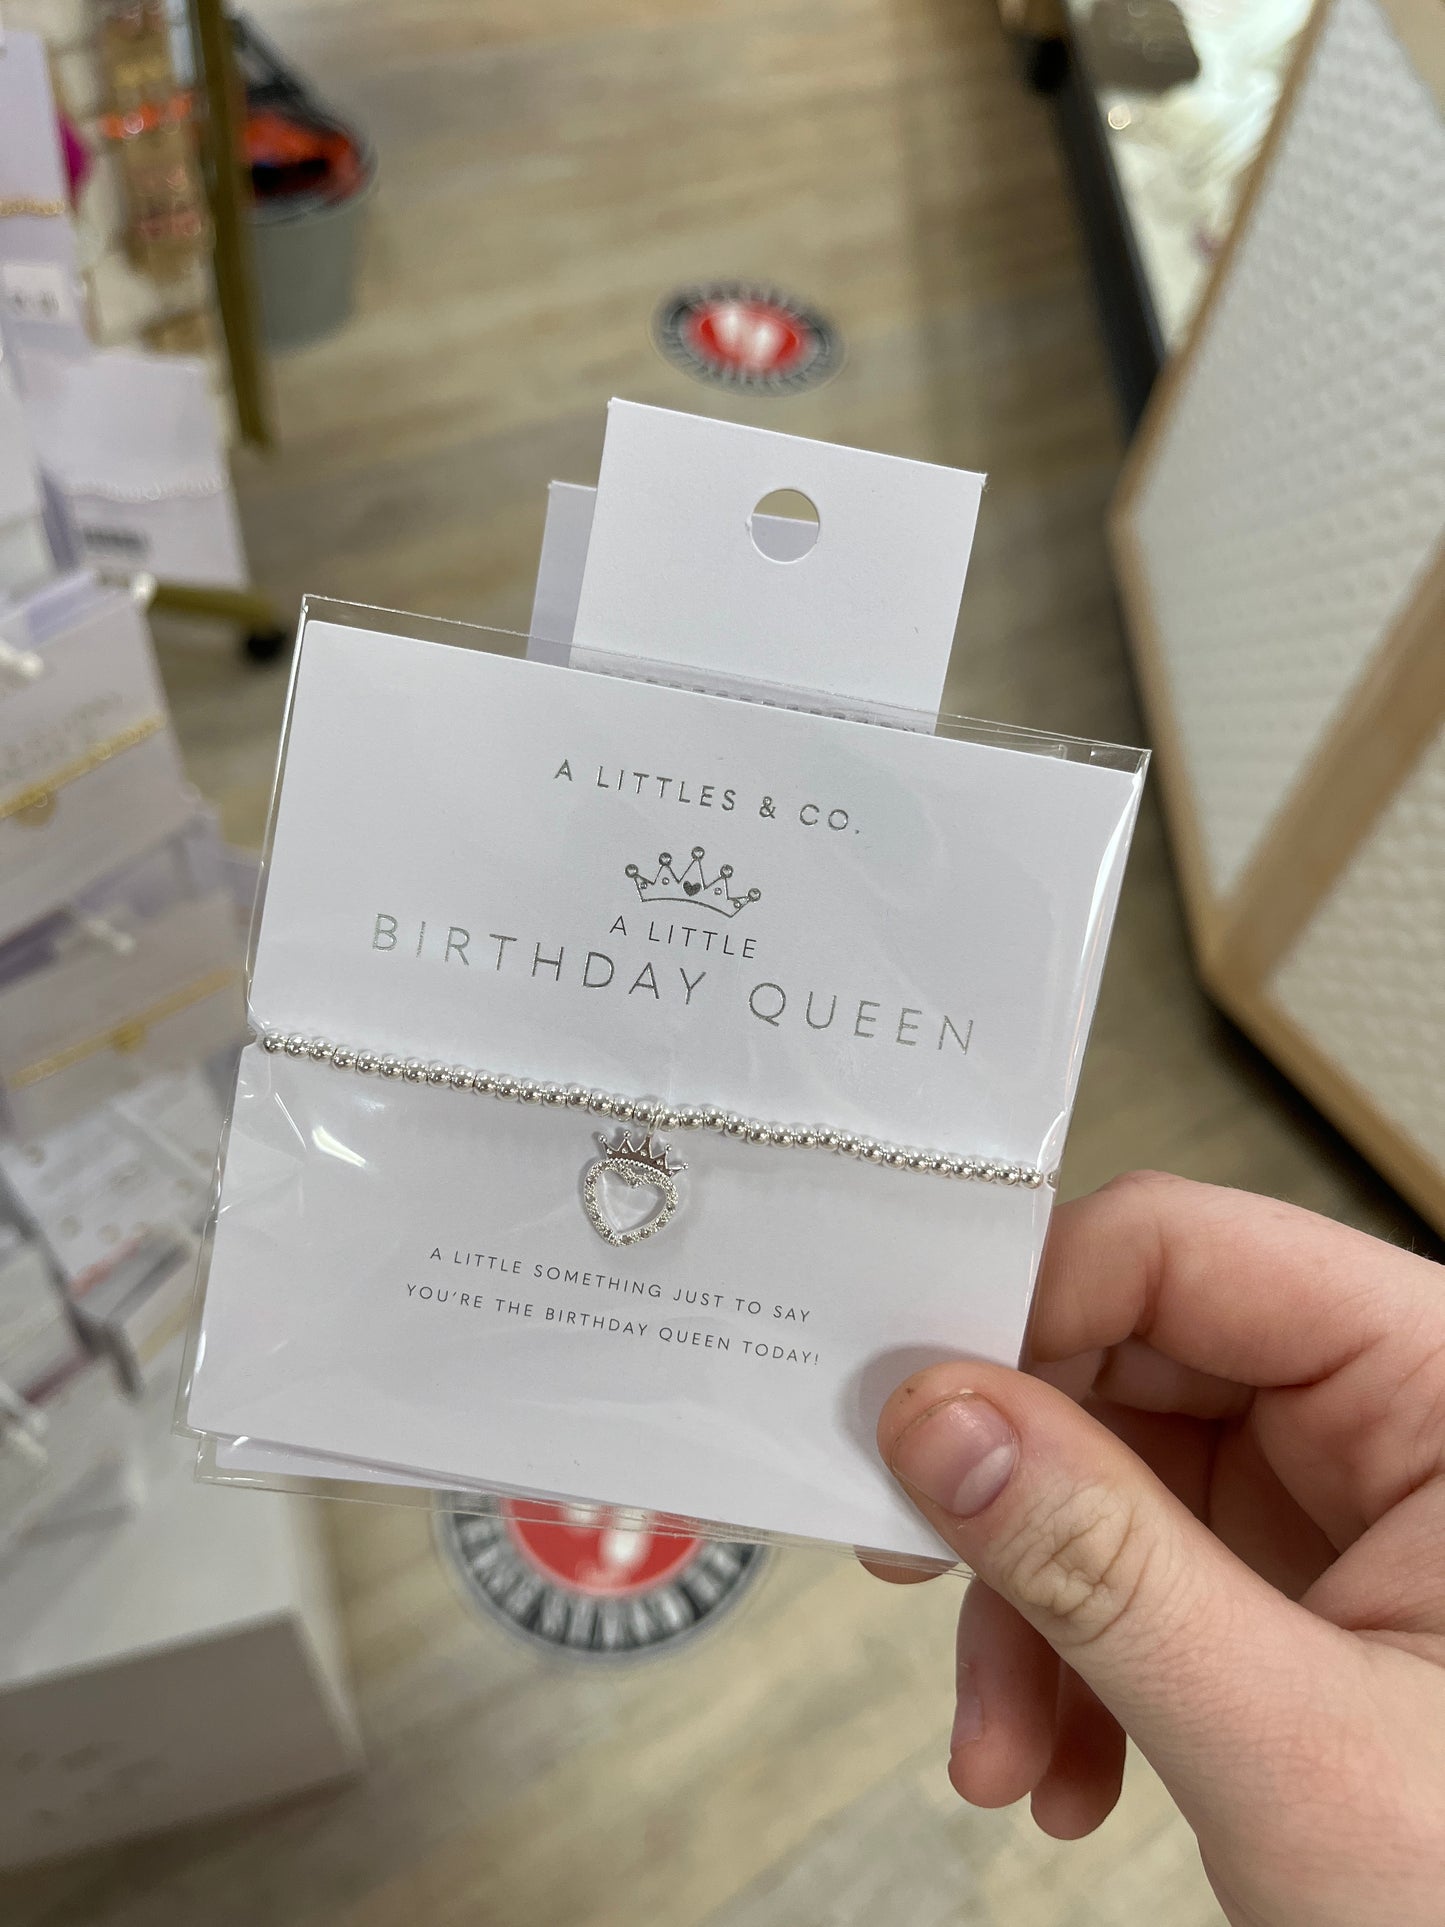 A LITTLES & CO.
A LITTLE
BIRTHDAY QUEEN
A LITTLE SOMETHING JUST TO SAY
YOU'RE THE BIRTHDAY QUEEN TODAY!